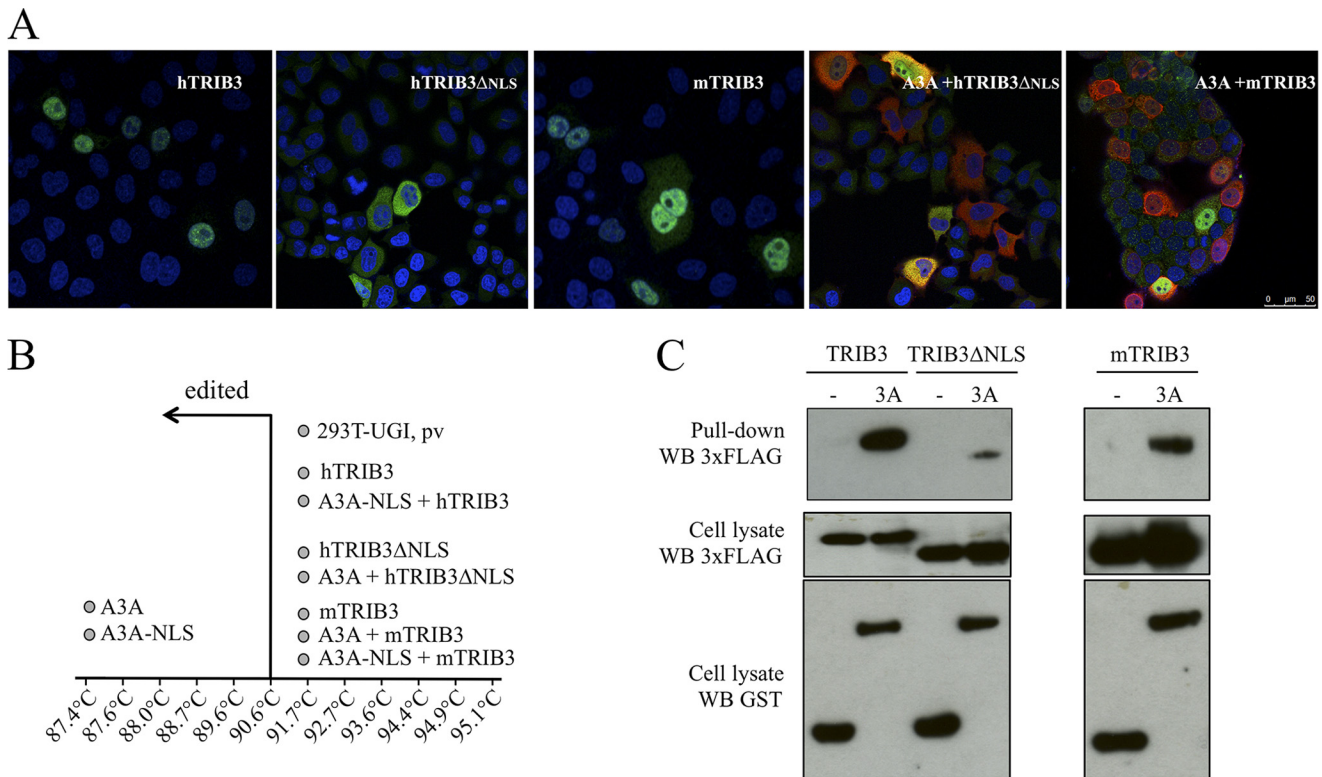 A
hTRIB3
hTRIB3ΔNLS
mTRIB3
A3A +hTRIB3ΔNLS
A3A +mTRIB3
0 µm 50
B
edited
293T-UGI, pv
hTRIB3
A3A-NLS + hTRIB3
hTRIB3ΔNLS
A3A + hTRIB3ΔNLS
mTRIB3
A3A + mTRIB3
A3A-NLS + mTRIB3
A3A
A3A-NLS
87.4°C
87.6°C
88.0°C
88.7°C
89.6°C
90.6°C
91.7°C
92.7°C
93.6°C
94.4°C
94.9°C
95.1°C
C
TRIB3 TRIB3ΔNLS mTRIB3
- 3A - 3A - 3A
Pull-down
WB 3xFLAG
Cell lysate
WB 3xFLAG
Cell lysate
WB GST